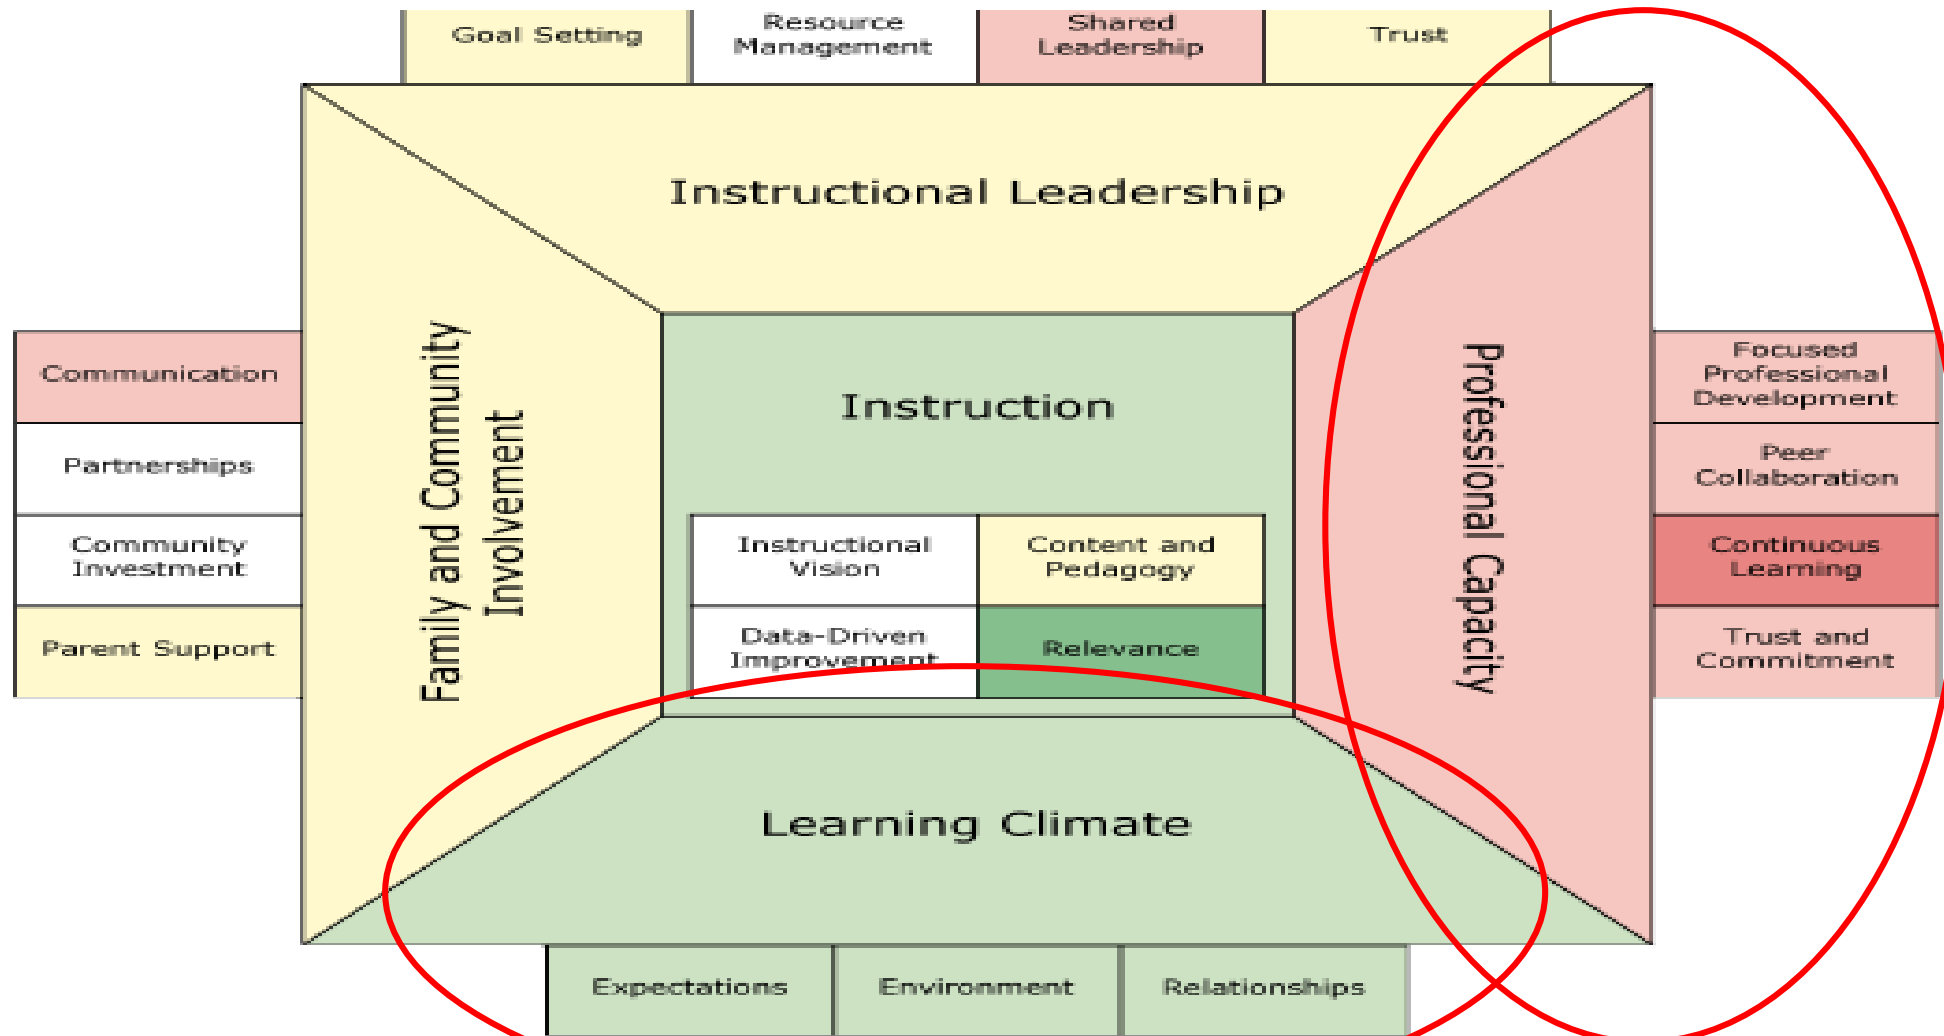 Goal Setting
Resource
Management
Shared
Leadership
Trust
Instructional Leadership
Communication
Partnerships
Community
Investment
Parent Support
Family and Community
Involvement
Instruction
Instructional
Vision
Content and
Pedagogy
Data-Driven
Improvement
Relevance
Professional Capacity
Focused
Professional
Development
Peer
Collaboration
Continuous
Learning
Trust and
Commitment
Learning Climate
Expectations
Environment
Relationships